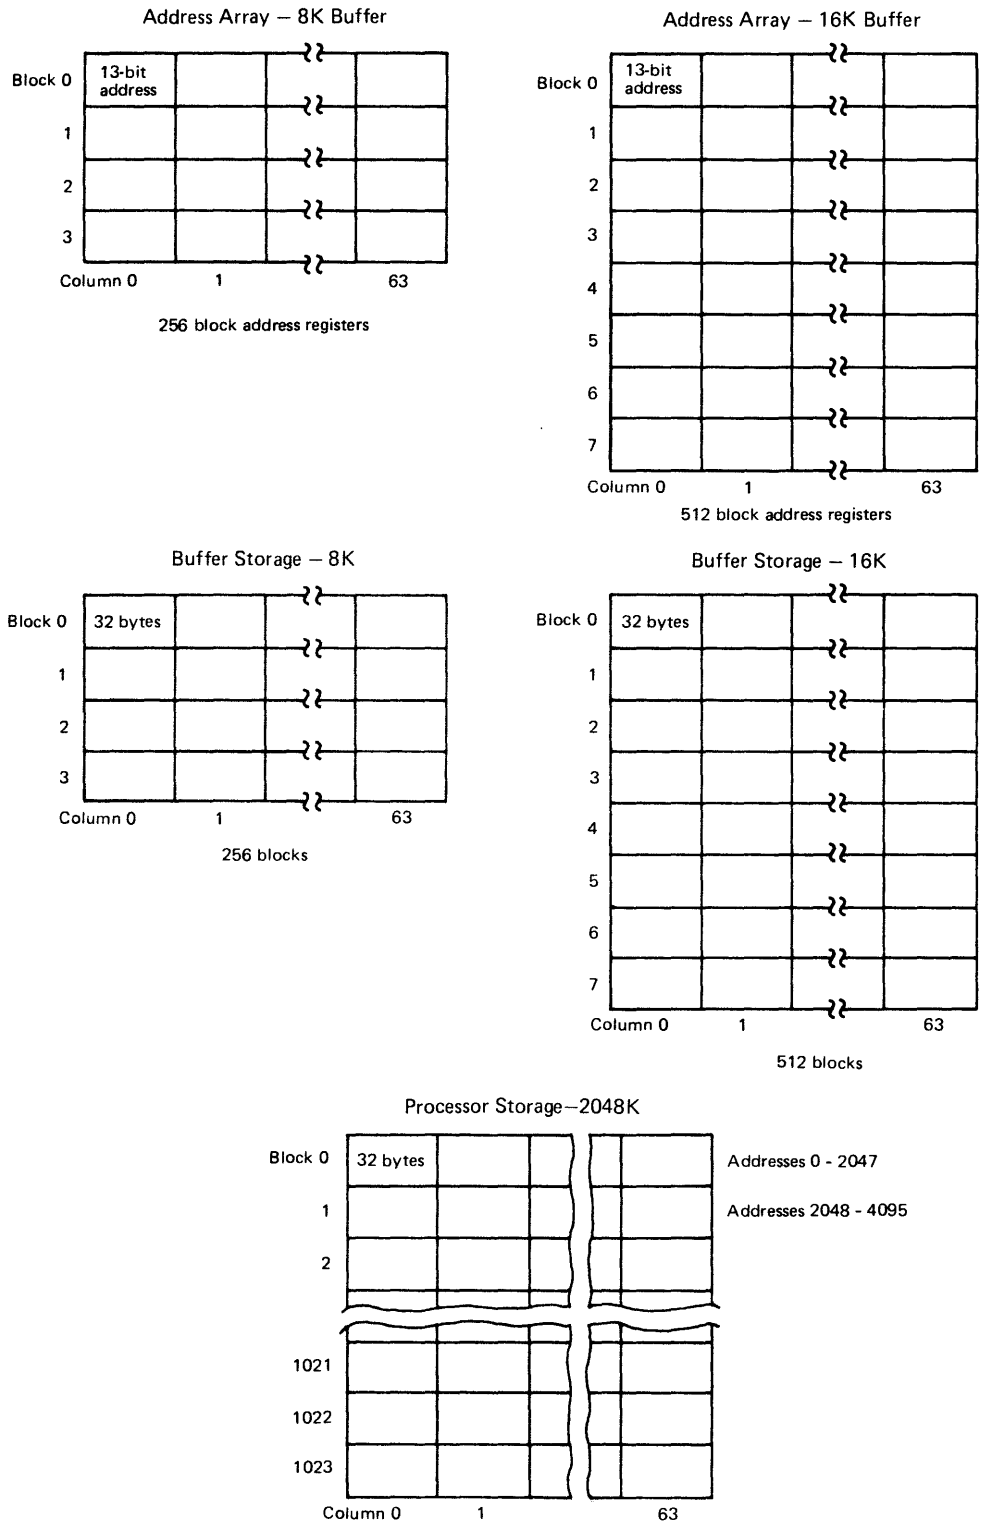 Address Array — 8K Buffer
Block 0
13-bit
address
1
2
3
Column 0 1 63
256 block address registers
Address Array — 16K Buffer
Block 0
13-bit
address
1
2
3
4
5
6
7
Column 0 1 63
512 block address registers
Buffer Storage — 8K
Block 0 32 bytes
1
2
3
Column 0 1 63
256 blocks
Buffer Storage — 16K
Block 0 32 bytes
1
2
3
4
5
6
7
Column 0 1 63
512 blocks
Processor Storage—2048K
Block 0 32 bytes Addresses 0 - 2047
1 Addresses 2048 - 4095
2
1021
1022
1023
Column 0 1 63